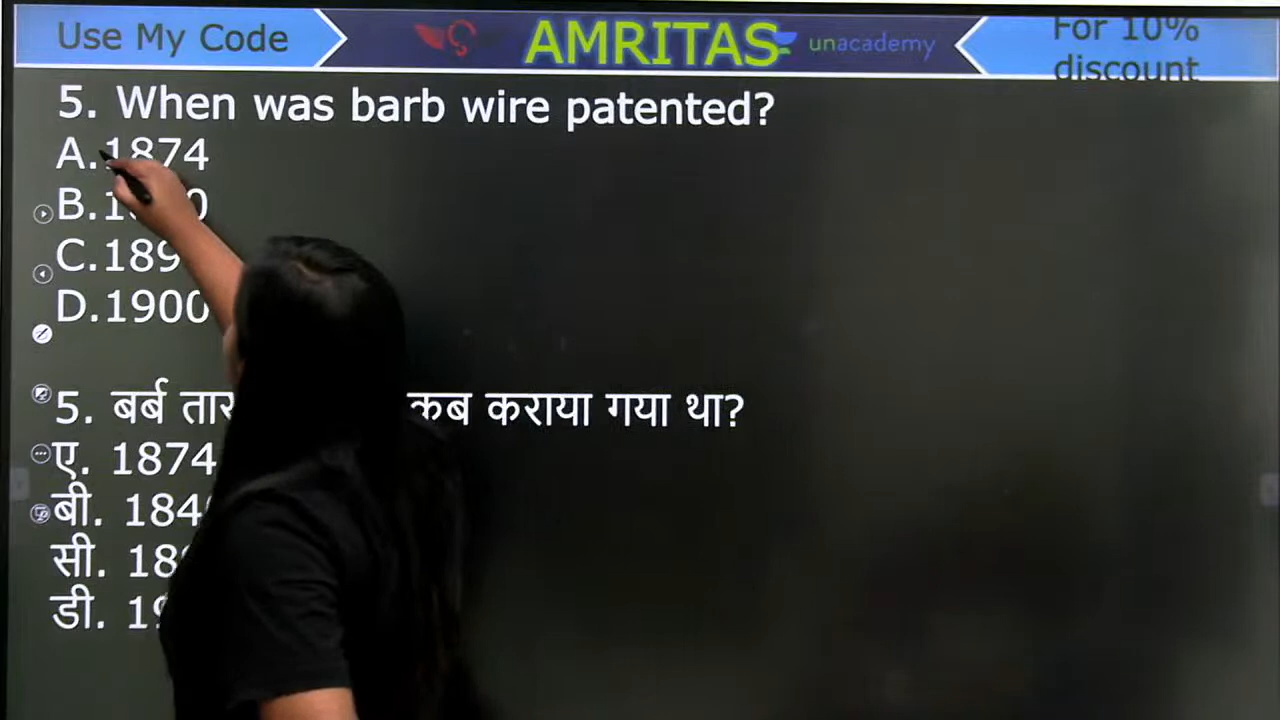 Use My Code
AMRITAS
unacademy
For 10%
discount
5. When was barb wire patented?
A.1874
B.
C.
D.1900
5. बर्ब कब कराया गया था?
ए. 1874
बी.
सी.
डी.